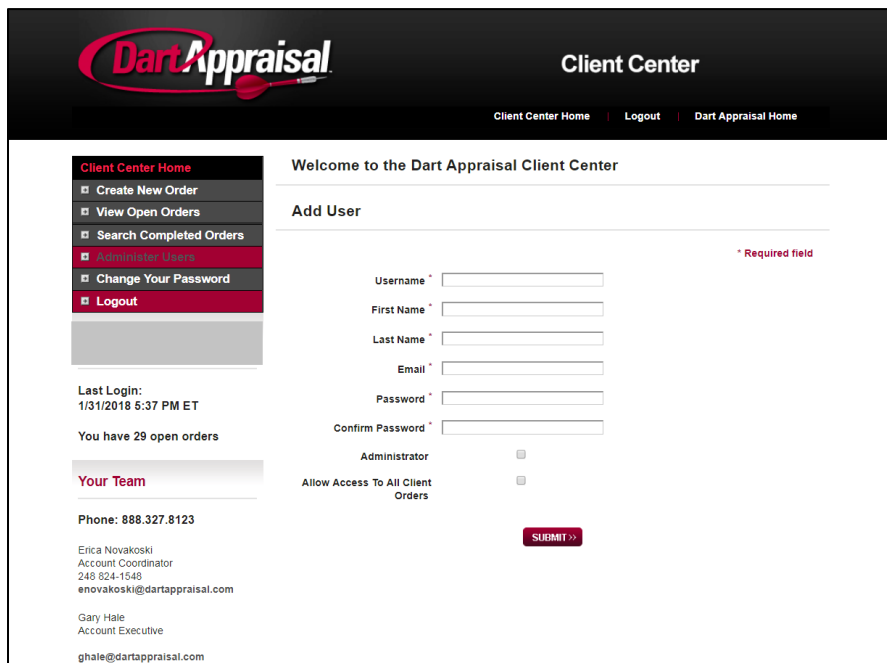 DartAppraisal.
Client Center
Client Center Home | Logout | Dart Appraisal Home
Client Center Home
Create New Order
View Open Orders
Search Completed Orders
Administer Users
Change Your Password
Logout
Last Login:
1/31/2018 5:37 PM ET
You have 29 open orders
Your Team
Phone: 888.327.8123
Erica Novakoski
Account Coordinator
248 824-1548
enovakoski@dartappraisal.com
Gary Hale
Account Executive
ghale@dartappraisal.com
Welcome to the Dart Appraisal Client Center
Add User
* Required field
Username *
First Name *
Last Name *
Email *
Password *
Confirm Password *
Administrator
Allow Access To All Client
Orders
SUBMIT >>